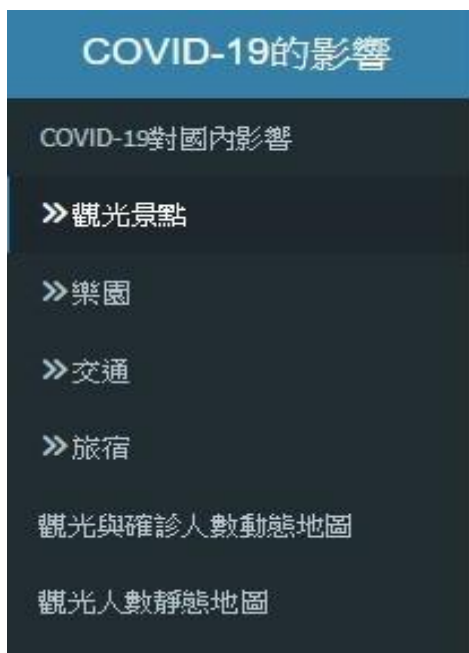 COVID-19的影響
COVID-19對國內影響
»觀光景點
»樂園
»交通
»旅宿
觀光與確診人數動態地圖
觀光人數靜態地圖